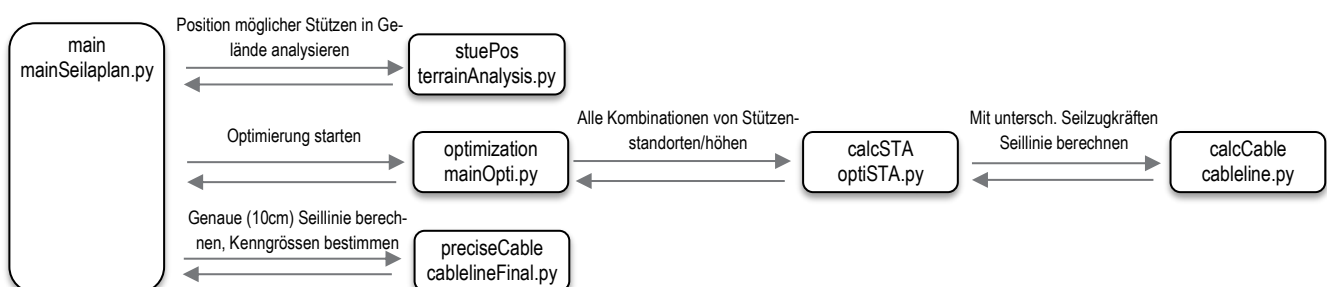 main
mainSeilaplan.py
Position möglicher Stützen in Ge-
lände analysieren
stuePos
terrainAnalysis.py
Optimierung starten
optimization
mainOpti.py
Alle Kombinationen von Stützen-
standorten/höhen
calcSTA
optiSTA.py
Mit untersch. Seilzugkräften
Seillinie berechnen
calcCable
cableline.py
Genaue (10cm) Seillinie berech-
nen, Kenngrössen bestimmen
preciseCable
cablelineFinal.py